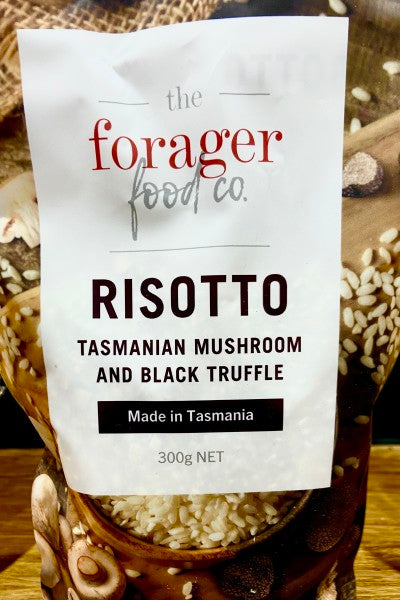 the
forager
food co.
RISOTTO
TASMANIAN MUSHROOM
AND BLACK TRUFFLE
Made in Tasmania
300g NET